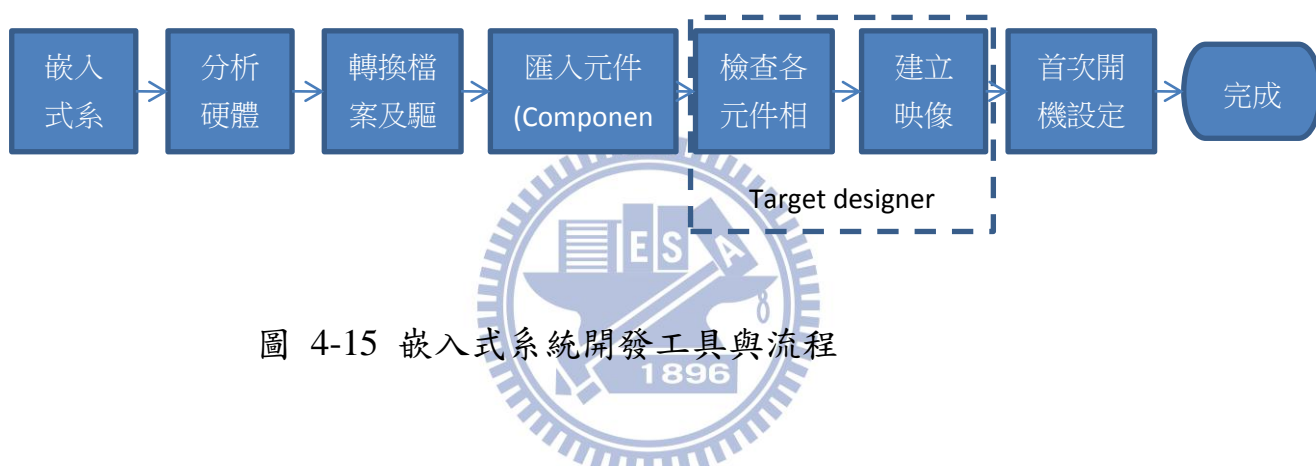 嵌入
式系
分析
硬體
轉換檔
案及驅
匯入元件
(Componen
檢查各
元件相
建立
映像
首次開
機設定
完成
Target designer
E S A
圖 4-15 嵌入式系統開發工具與流程
1896